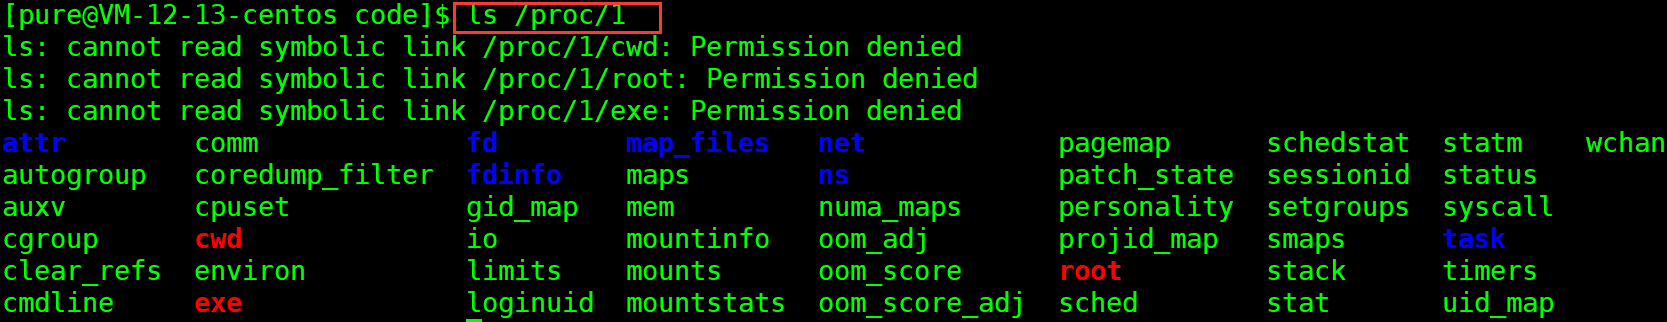 [pure@VM-12-13-centos code]$ ls /proc/1
ls: cannot read symbolic link /proc/1/cwd: Permission denied
ls: cannot read symbolic link /proc/1/root: Permission denied
ls: cannot read symbolic link /proc/1/exe: Permission denied
attr comm fd map_files net pagemap schedstat statm wchan
autogroup coredump_filter fdinfo maps ns patch_state sessionid status
auxv cpuset gid_map mem numa_maps personality setgroups syscall
cgroup cwd io mountinfo oom_adj projid_map smaps task
clear_refs environ limits mounts oom_score root stack timers
cmdline exe loginuid mountstats oom_score_adj sched stat uid_map